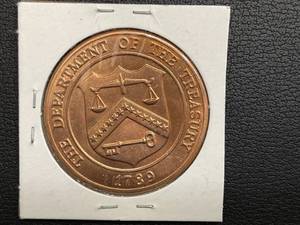 THE DEPARTMENT OF THE TREASURY
1789